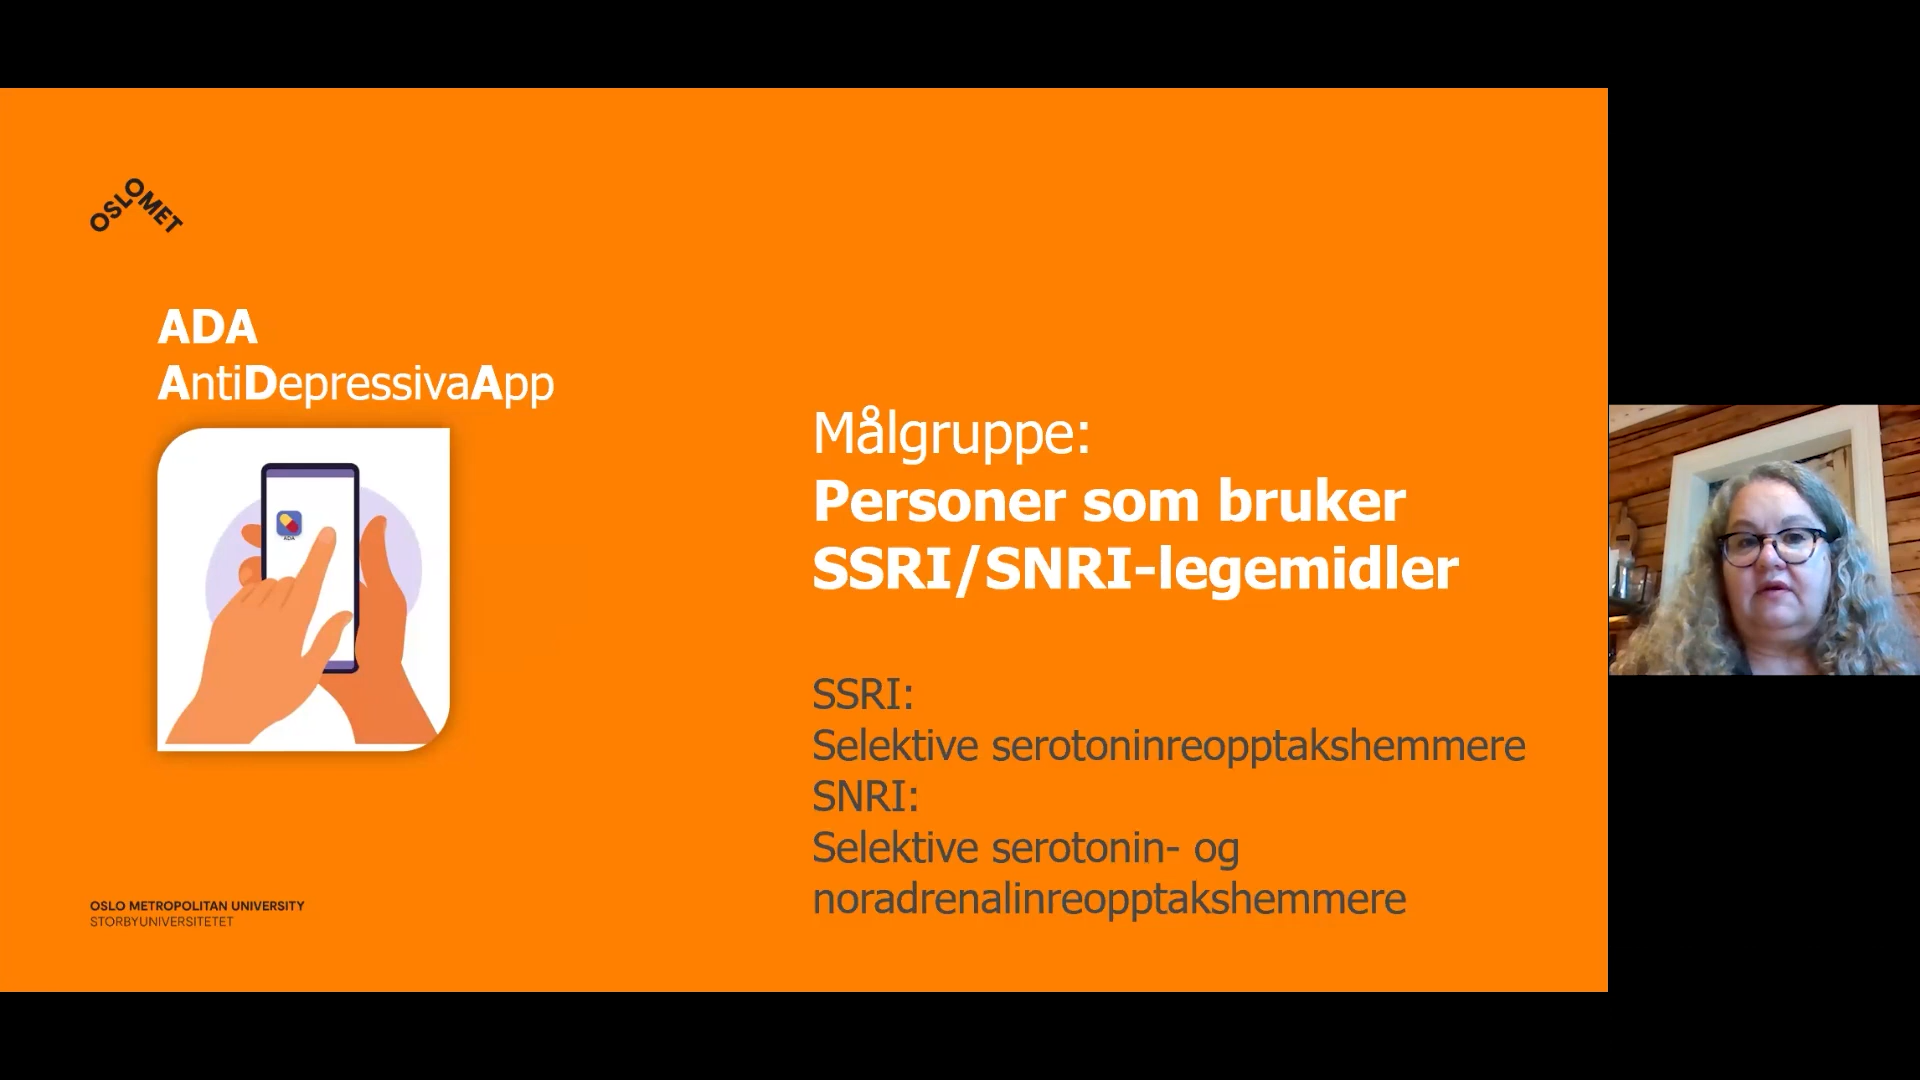 OSLOMET
ADA
AntiDepressivaApp
ADA
Målgruppe:
Personer som bruker
SSRI/SNRI-legemidler
SSRI:
Selektive serotoninreopptakshemmere
SNRI:
Selektive serotonin- og
noradrenalinreopptakshemmere
OSLO METROPOLITAN UNIVERSITY
STORBYUNIVERSITETET